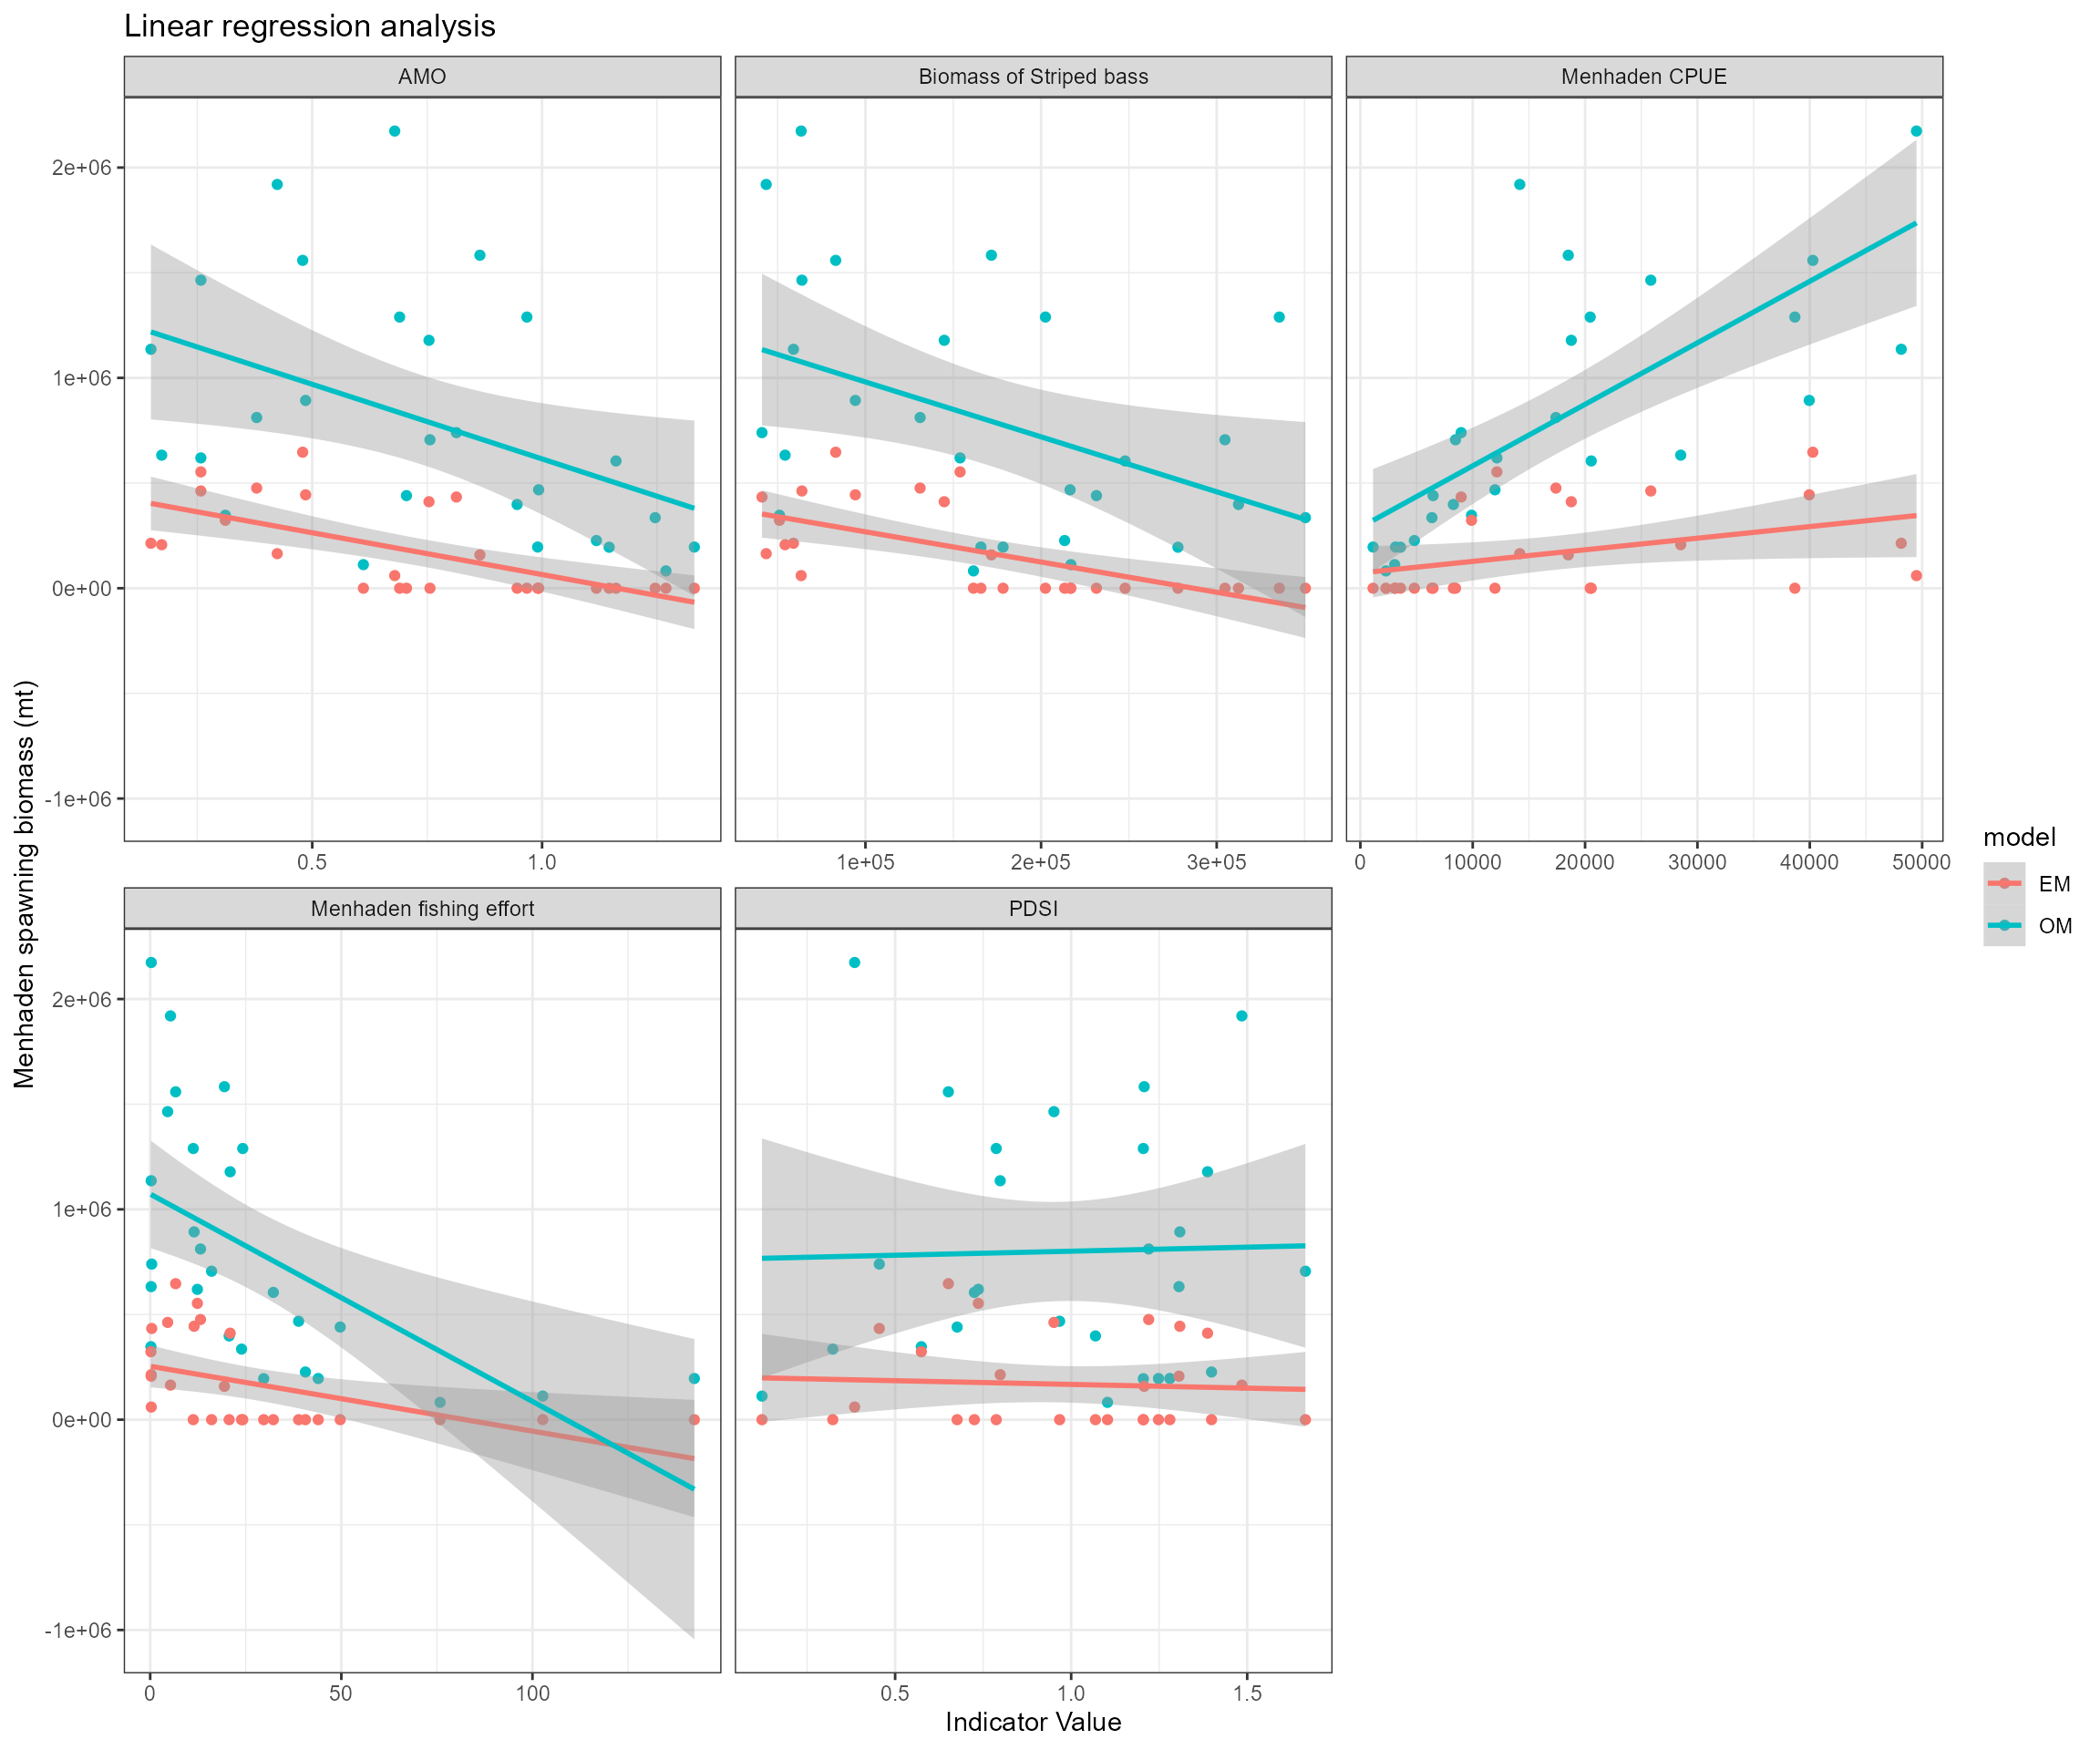 Linear regression analysis
AMO
Biomass of Striped bass
Menhaden CPUE
2e+06
1e+06
0e+00
-1e+06
0.5 1.0
1e+05 2e+05 3e+05
0 10000 20000 30000 40000 50000
Menhaden spawning biomass (mt)
model
EM
OM
Menhaden fishing effort
PDSI
2e+06
1e+06
0e+00
-1e+06
0 50 100
0.5 1.0 1.5
Indicator Value